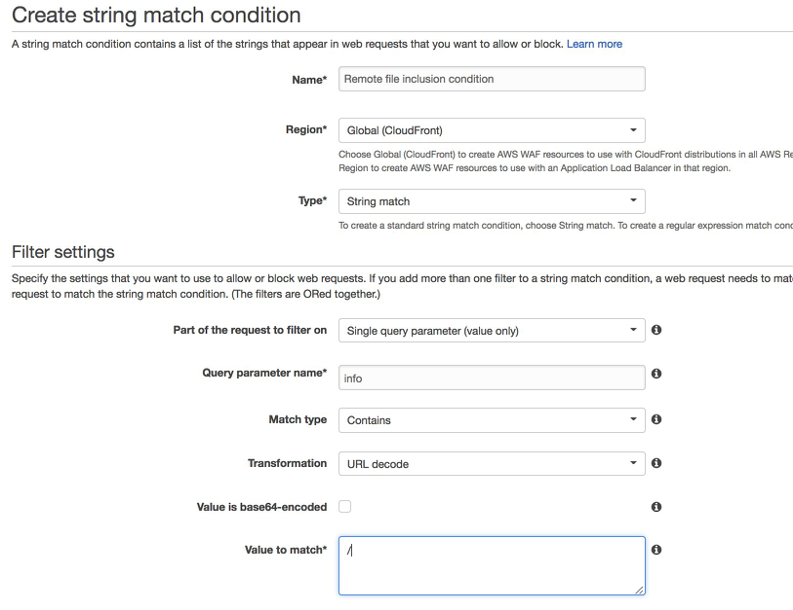 Create string match condition
A string match condition contains a list of the strings that appear in web requests that you want to allow or block. Learn more
Name* Remote file inclusion condition
Region* Global (CloudFront)
Choose Global (CloudFront) to create AWS WAF resources to use with CloudFront distributions in all AWS Re
Region to create AWS WAF resources to use with an Application Load Balancer in that region.
Type* String match
To create a standard string match condition, choose String match. To create a regular expression match cond
Filter settings
Specify the settings that you want to use to allow or block web requests. If you add more than one filter to a string match condition, a web request needs to mat
request to match the string match condition. (The filters are ORed together.)
Part of the request to filter on Single query parameter (value only)
Query parameter name* info
Match type Contains
Transformation URL decode
Value is base64-encoded
Value to match* /